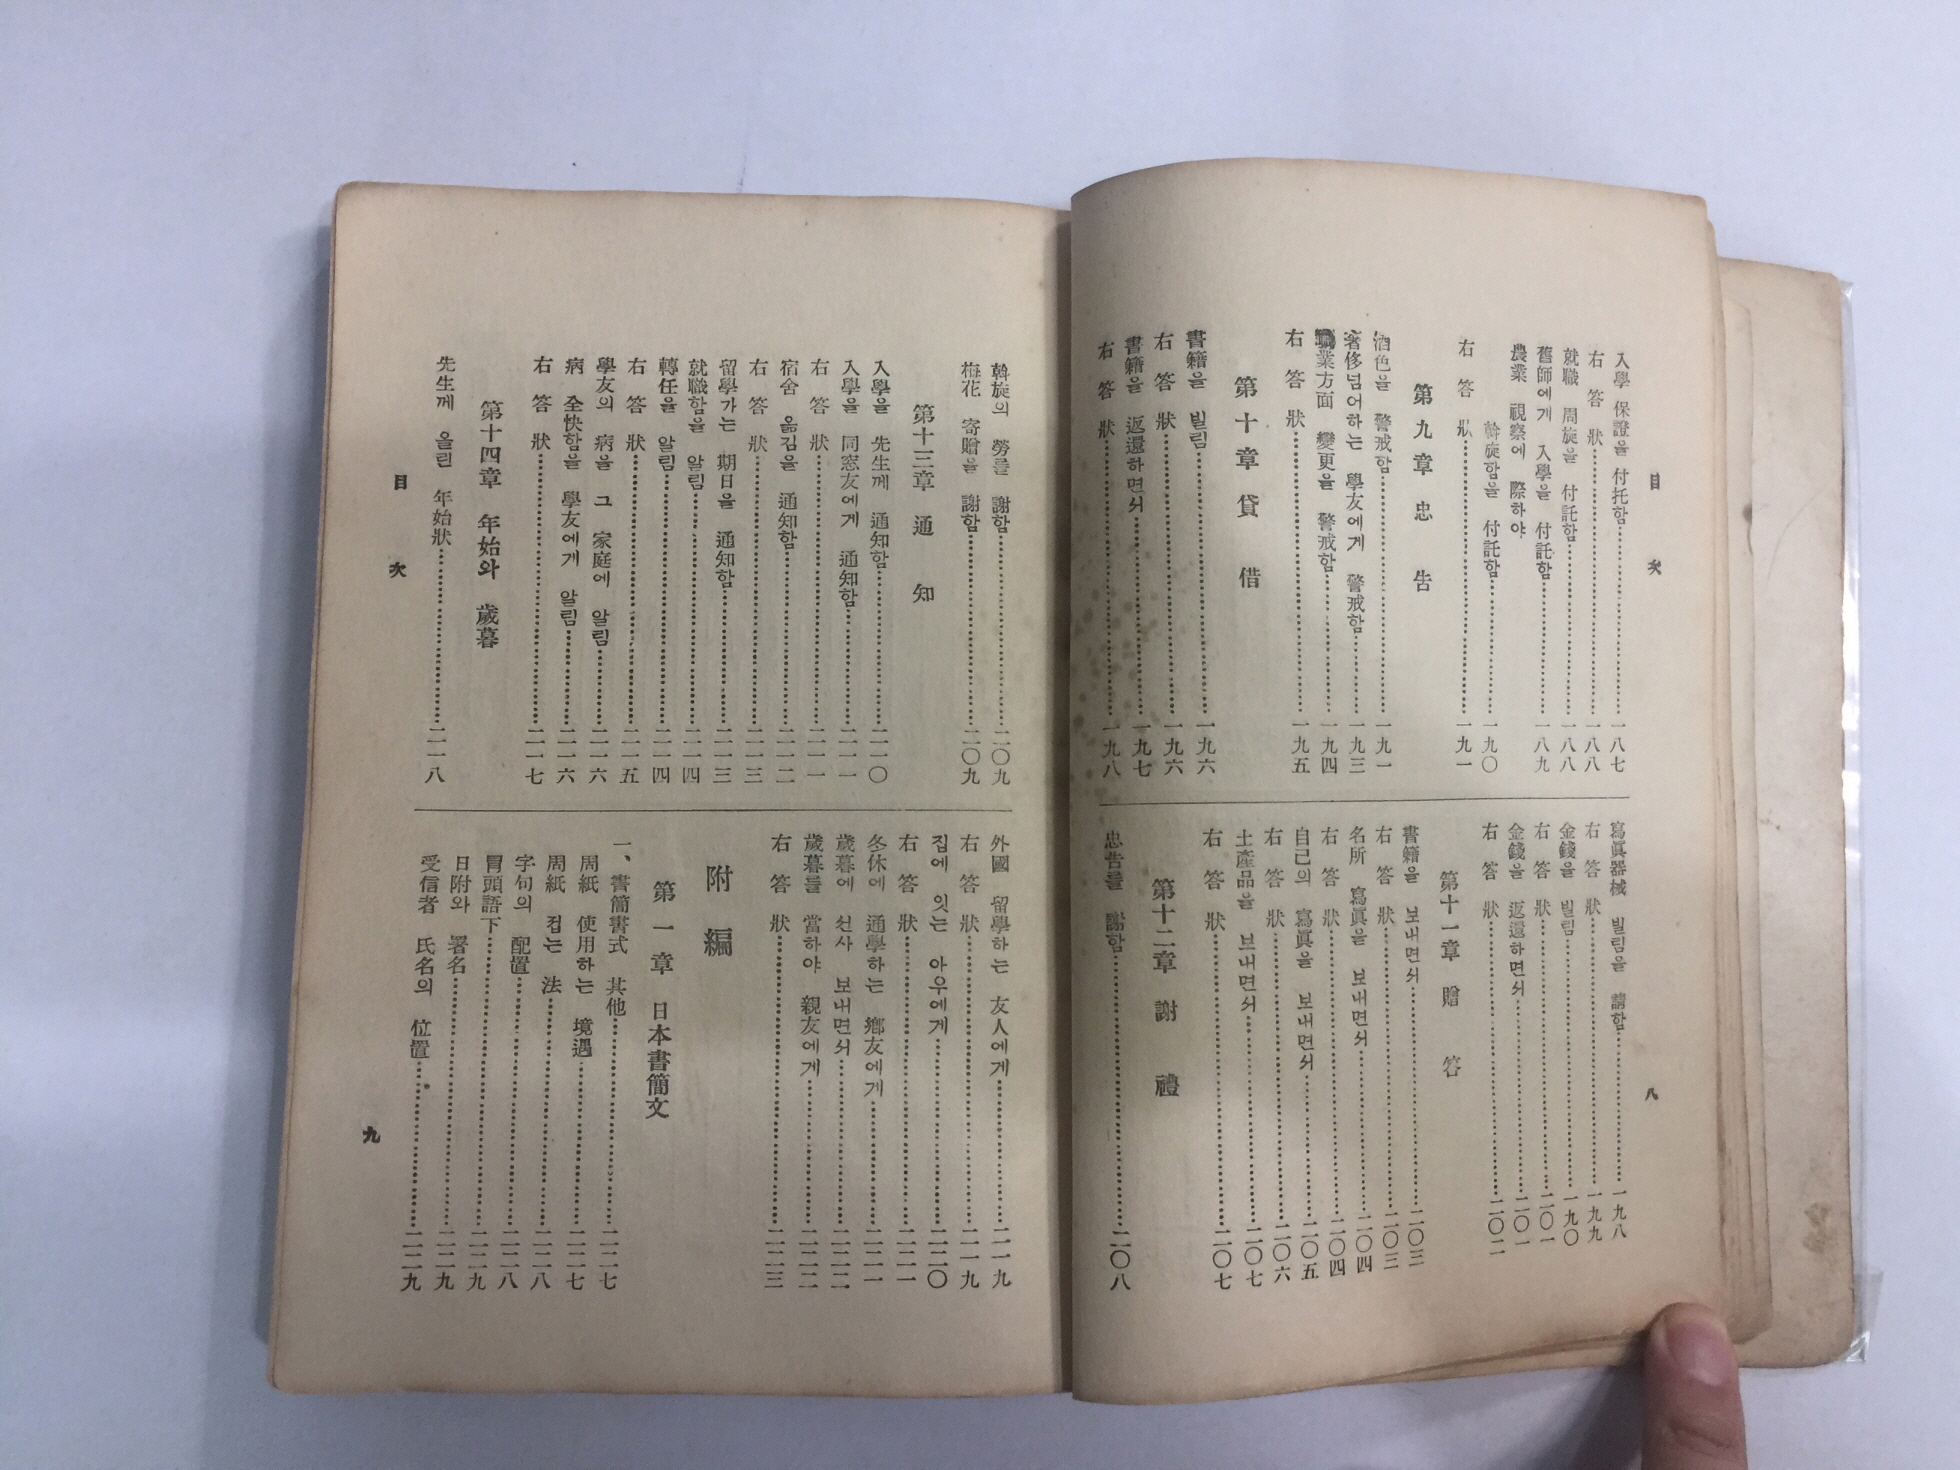 目次 八
入學 保證을 付托함 一八七
右答狀 一八八
就職 周旋을 付託함 一八八
舊師에게 入學을 付託함 一八九
農業 視察에 際하야
斡旋함을 付託함 一九〇
右答狀 一九一
第九章 忠告
酒色을 警戒함 一九一
奢侈넘어하는 學友에게 警戒함 一九三
職業方面 變更을 警戒함 一九四
右答狀 一九五
第十章 貸借
書籍을 빌림 一九六
右答狀 一九六
書籍을 返還하면서 一九七
右答狀 一九八
寫眞器械 빌림을 請함 一九八
右答狀 一九九
金錢을 빌림 一九〇
右答狀 二〇一
金錢을 返還하면서 二〇一
右答狀 二〇二
第十一章 贈答
書籍을 보내면서 二〇三
右答狀 二〇三
名所 寫眞을 보내면서 二〇四
右答狀 二〇四
自己의 寫眞을 보내면서 二〇五
右答狀 二〇六
土產品을 보내면서 二〇七
右答狀 二〇七
第十二章 謝禮
忠告를 謝함 二〇八
斡旋의 勞를 謝함 二〇九
梅花 寄贈을 謝함 二〇九
第十三章 通知
入學을 先生께 通知함 二一〇
入學을 同窓友에게 通知함 二一一
右答狀 二一一
宿舍 옮김을 通知함 二一二
右答狀 二一三
留學가는 期日을 通知함 二一三
就職함을 알림 二一四
轉任을 알림 二一四
右答狀 二一五
學友의 病을 그 家庭에 알림 二一六
病 全快함을 學友에게 알림 二一六
右答狀 二一七
第十四章 年始와 歲暮
先生께 올린 年始狀 二一八
外國 留學하는 友人에게 二一九
右答狀 二一九
집에 잇는 아우에게 二二〇
右答狀 二二一
冬休에 通學하는 鄕友에게 二二一
歲暮에 선사 보내면서 二二二
歲暮를 當하야 親友에게 二二二
右答狀 二二三
附編
第一章 日本書簡文
一、書簡書式 其他 二二七
周紙 使用하는 境遇 二二七
周紙 접는 法 二二八
字句의 配置 二二八
冒頭語下 二二九
日附와 署名 二二九
受信者 氏名의 位置 二二九
目次 九